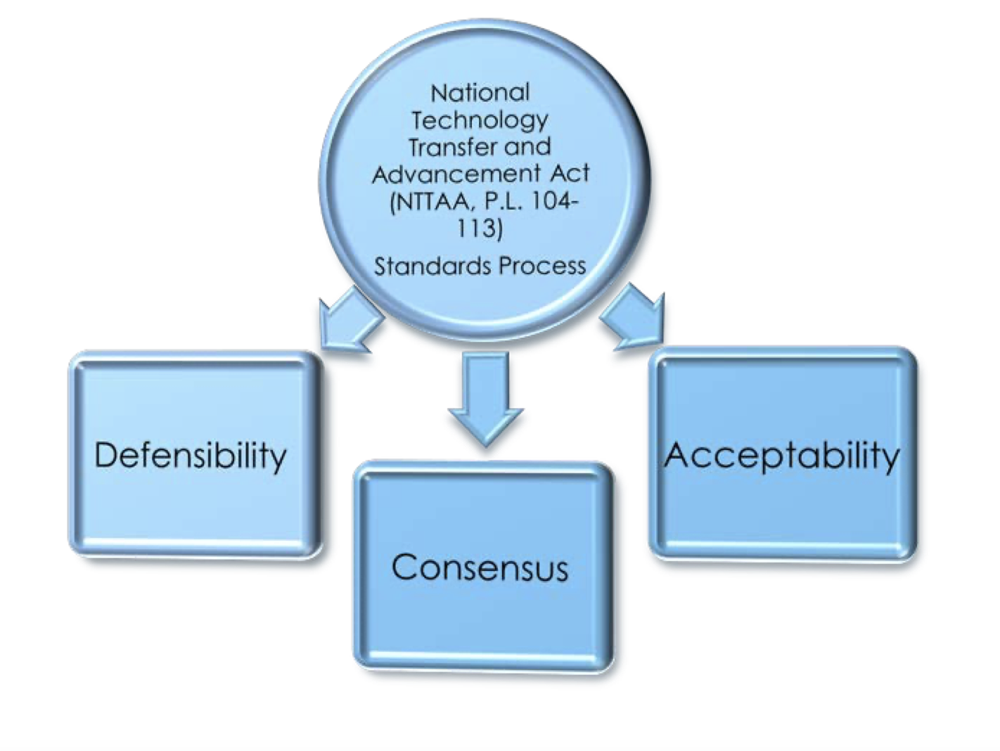 National
Technology
Transfer and
Advancement Act
(NTTAA, P.L. 104-
113)
Standards Process
Defensibility
Acceptability
Consensus